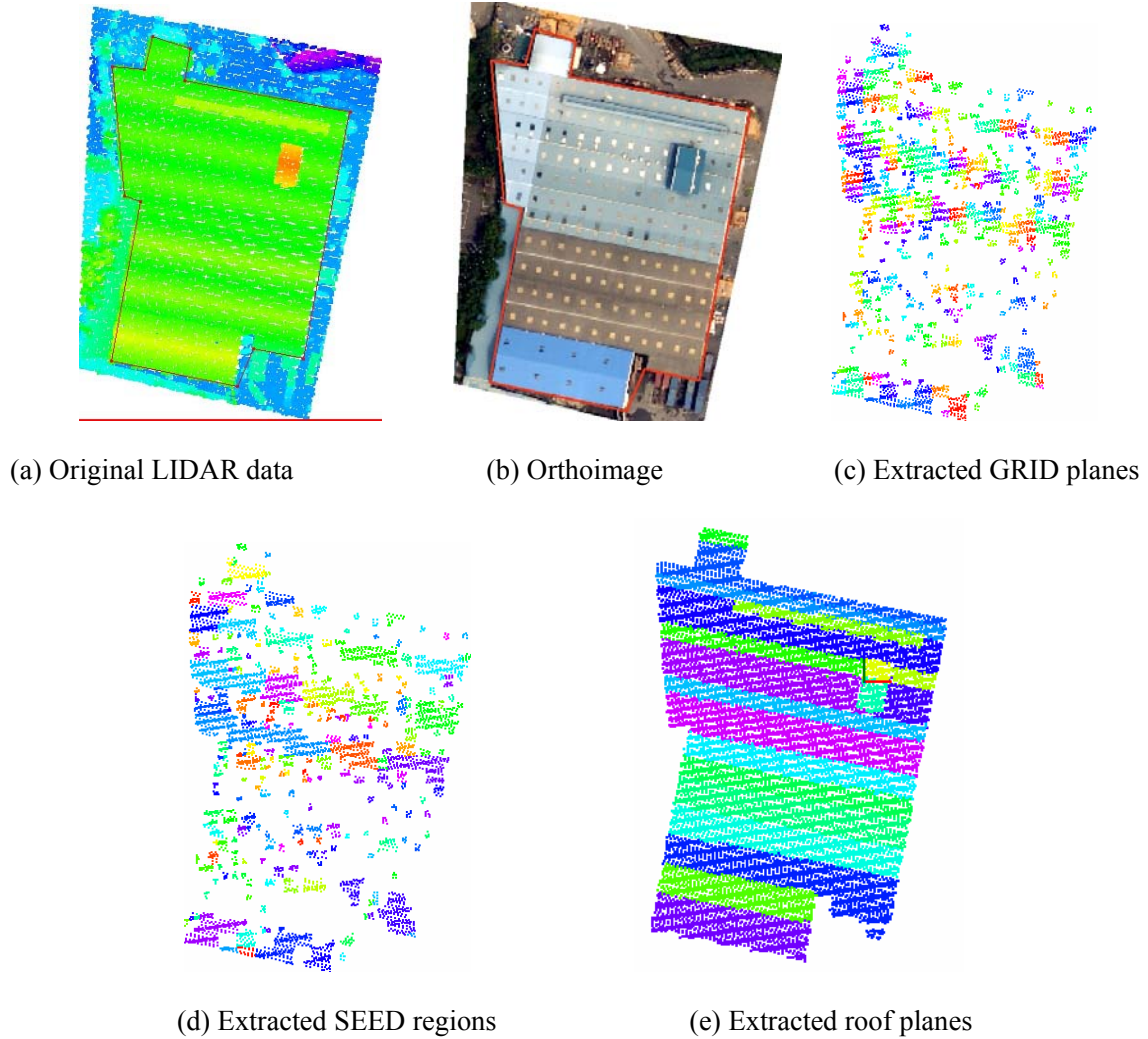 (a) Original LIDAR data
(b) Orthoimage
(c) Extracted GRID planes
(d) Extracted SEED regions
(e) Extracted roof planes